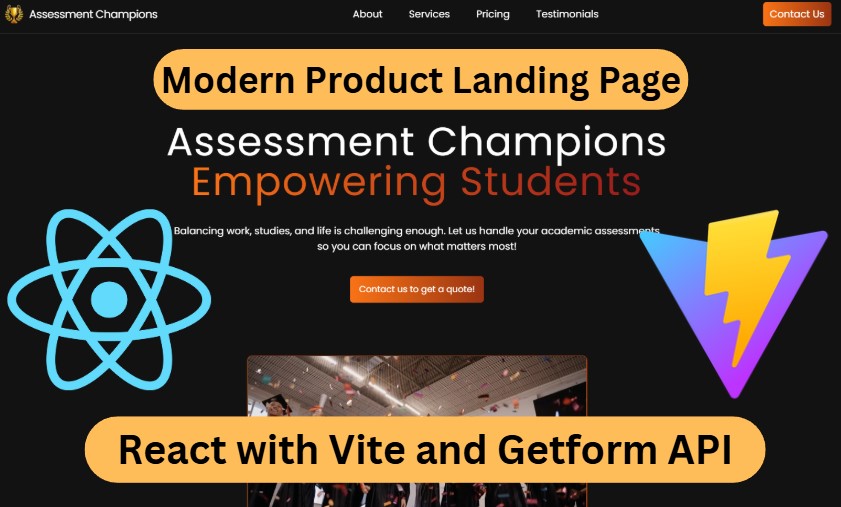 Assessment Champions
About
Services
Pricing
Testimonials
Contact Us
Modern Product Landing Page
Assessment Champions
Empowering Students
Balancing work, studies, and life is challenging enough. Let us handle your academic assessments
so you can focus on what matters most!
Contact us to get a quote!
React with Vite and Getform API